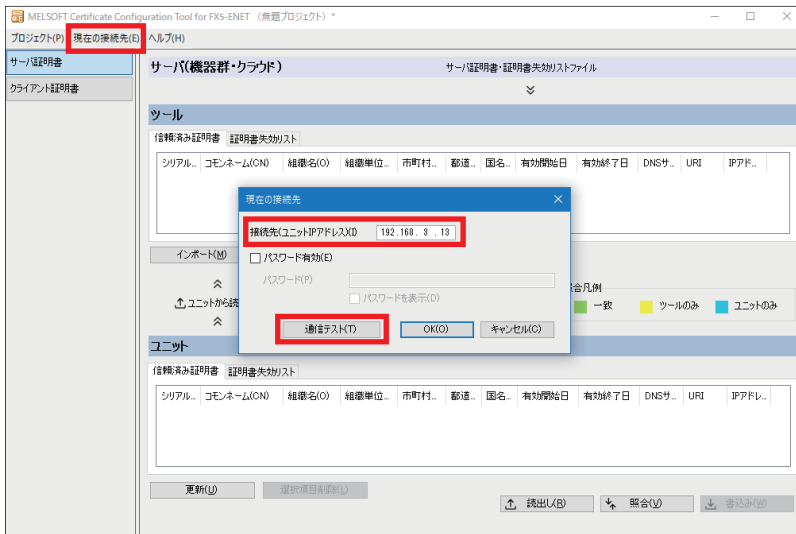 MELSOFT Certificate Configuration Tool for FX5-ENET （無題プロジェクト）*
プロジェクト(P) 現在の接続先(E) ヘルプ(H)
サーバ証明書
クライアント証明書
サーバ(機器群・クラウド)
サーバ証明書・証明書失効リストファイル
ツール
信頼済み証明書 証明書失効リスト
シリアル... コモンネーム(CN) 組織名(O) 組織単位... 市町村... 都道... 国名... 有効開始日 有効終了日 DNSサ... URI IPアド...
現在の接続先
接続先(ユニットIPアドレス)(I) 192.168. 3 . 13
パスワード有効(E)
パスワード(P)
パスワードを表示(D)
通信テスト(T) OK(O) キャンセル(C)
インポート(M)
ユニットから読
合凡例
一致 ツールのみ ユニットのみ
ユニット
信頼済み証明書 証明書失効リスト
シリアル... コモンネーム(CN) 組織名(O) 組織単位... 市町村... 都道... 国名... 有効開始日 有効終了日 DNSサ... URI IPアドレ...
更新(U) 選択項目削除(L)
読出し(R) 照合(V) 書込み(W)